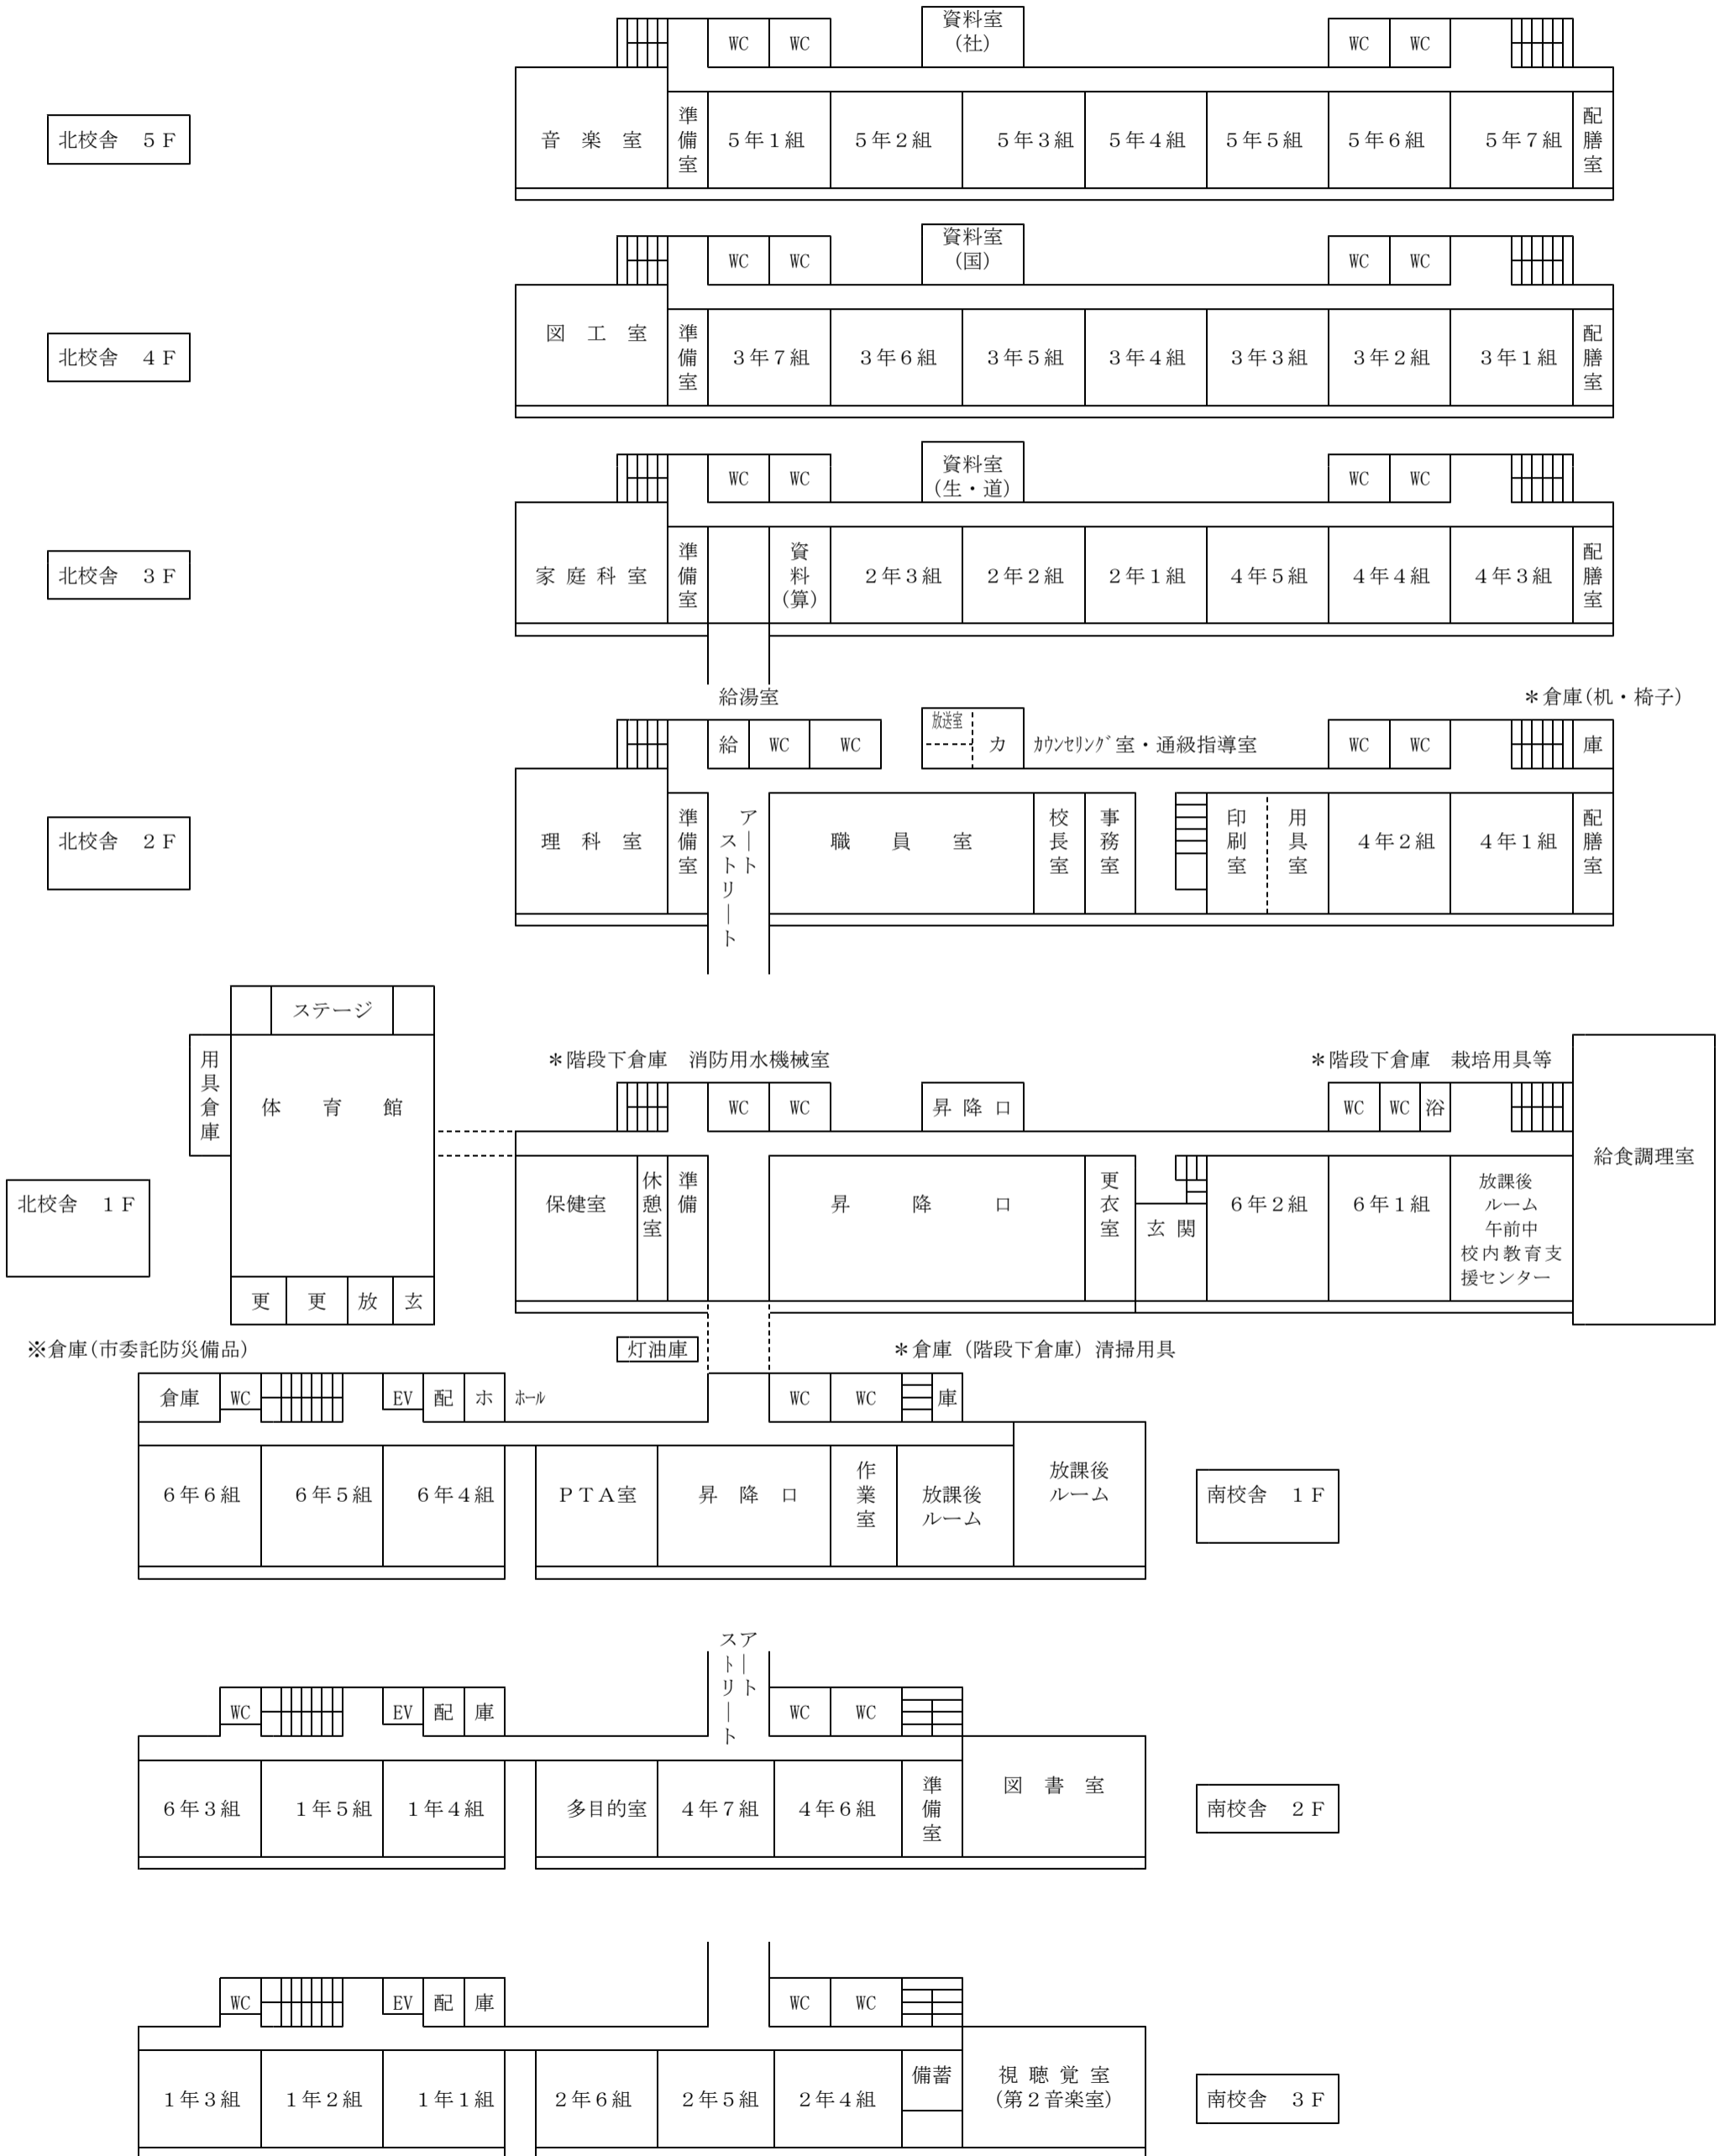 資料室
(社)
WC WC WC WC
北校舎　５Ｆ
音　楽　室
準備室
５年１組
５年２組
５年３組
５年４組
５年５組
５年６組
５年７組
配膳室
資料室
(国)
WC WC WC WC
北校舎　４Ｆ
図　工　室
準備室
３年７組
３年６組
３年５組
３年４組
３年３組
３年２組
３年１組
配膳室
資料室
(生・道)
WC WC WC WC
北校舎　３Ｆ
家 庭 科 室
準備室
資料(算)
２年３組
２年２組
２年１組
４年５組
４年４組
４年３組
配膳室
給湯室
＊倉庫(机・椅子)
給 WC WC
放送室
カ
ｶｳﾝｾﾘﾝｸﾞ室・通級指導室
WC WC
庫
北校舎　２Ｆ
理　科　室
準備室
アート
ストリート
職　員　室
校長室
事務室
印刷室
用具室
４年２組
４年１組
配膳室
ステージ
用具倉庫
体　育　館
＊階段下倉庫　消防用水機械室
＊階段下倉庫　栽培用具等
WC WC
昇 降 口
WC WC 浴
給食調理室
北校舎　１Ｆ
保健室
休憩室
準備
昇　降　口
更衣室
玄 関
６年２組
６年１組
放課後
ルーム
午前中
校内教育支
援センター
更 更 放 玄
※倉庫(市委託防災備品)
灯油庫
＊倉庫（階段下倉庫）清掃用具
倉庫 WC EV 配 ホ ﾎｰﾙ
WC WC 庫
６年６組
６年５組
６年４組
ＰＴＡ室
昇　降　口
作業室
放課後
ルーム
放課後
ルーム
南校舎　１Ｆ
アート
ストリート
WC EV 配 庫
WC WC
６年３組
１年５組
１年４組
多目的室
４年７組
４年６組
準備室
図　書　室
南校舎　２Ｆ
WC EV 配 庫
WC WC
１年３組
１年２組
１年１組
２年６組
２年５組
２年４組
備蓄
視 聴 覚 室
(第２音楽室)
南校舎　３Ｆ